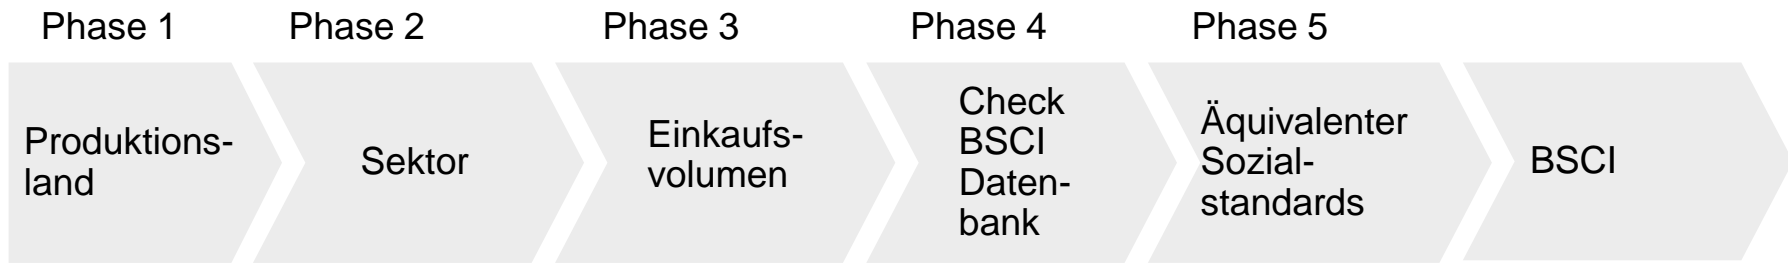 Phase 1
Phase 2
Phase 3
Phase 4
Phase 5
Produktions-
land
Sektor
Einkaufs-
volumen
Check
BSCI
Daten-
bank
Äquivalenter
Sozial-
standards
BSCI